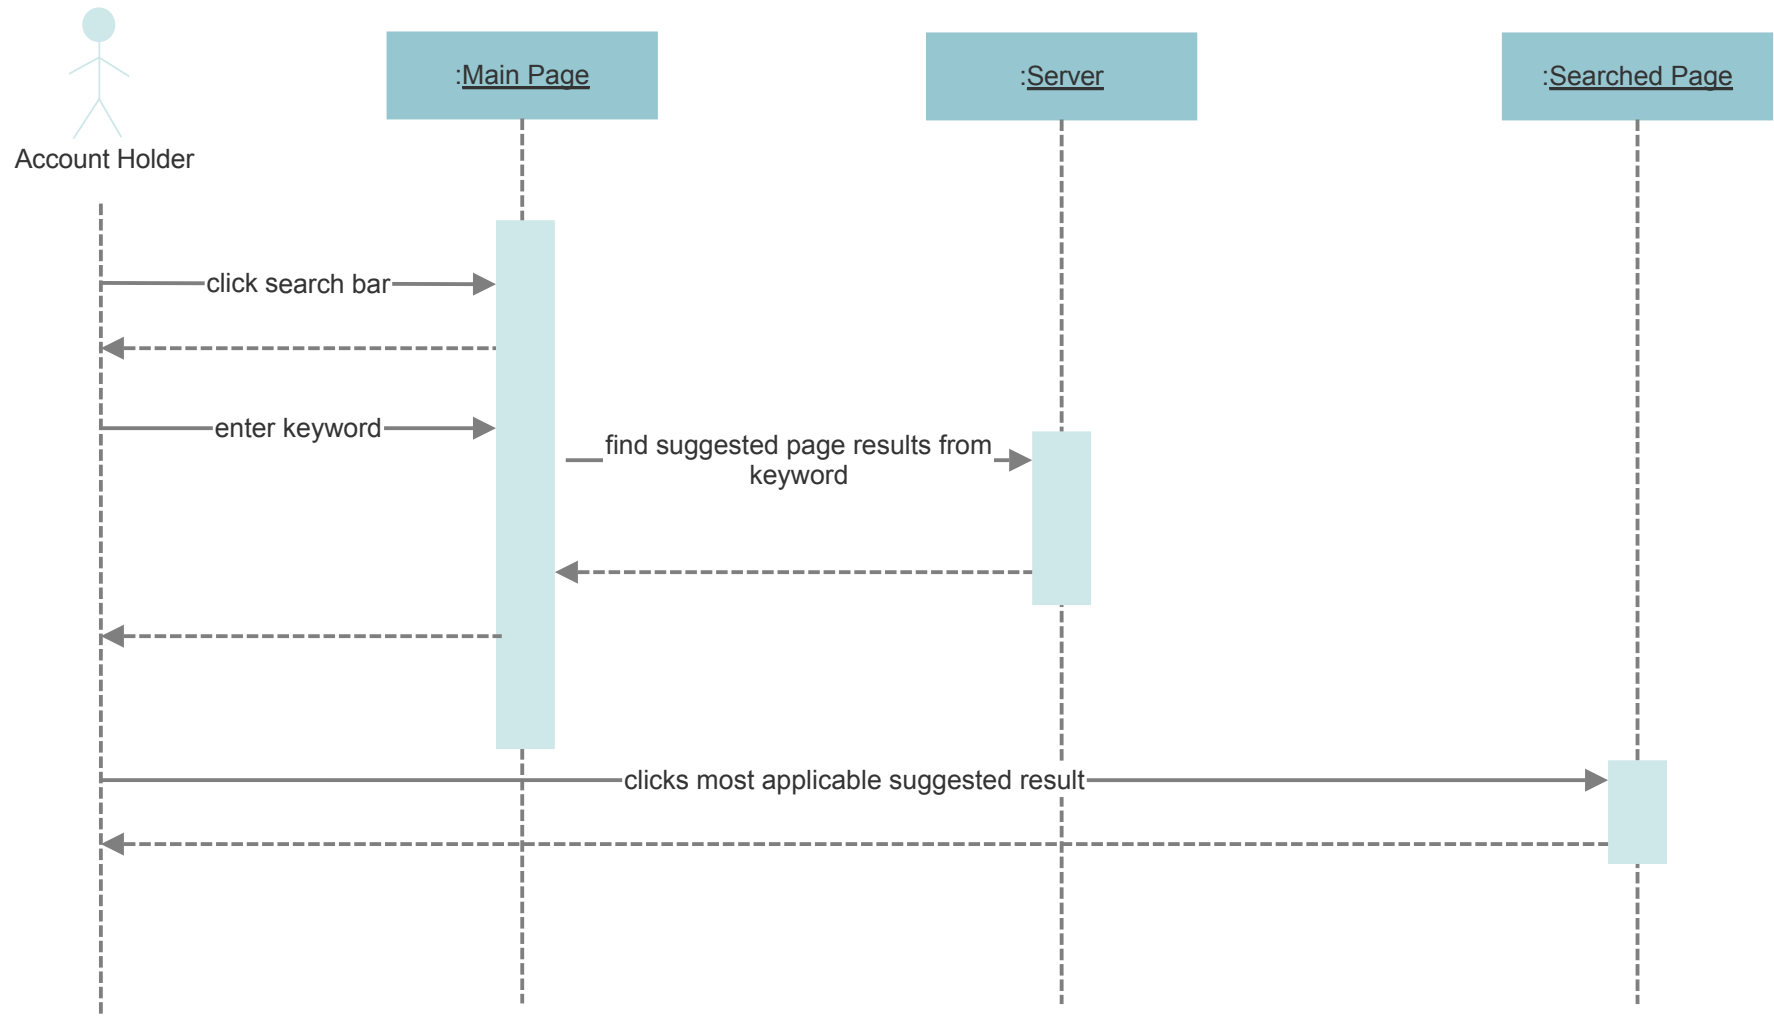 :Main Page
:Server
:Searched Page
Account Holder
click search bar
enter keyword
find suggested page results from
keyword
clicks most applicable suggested result